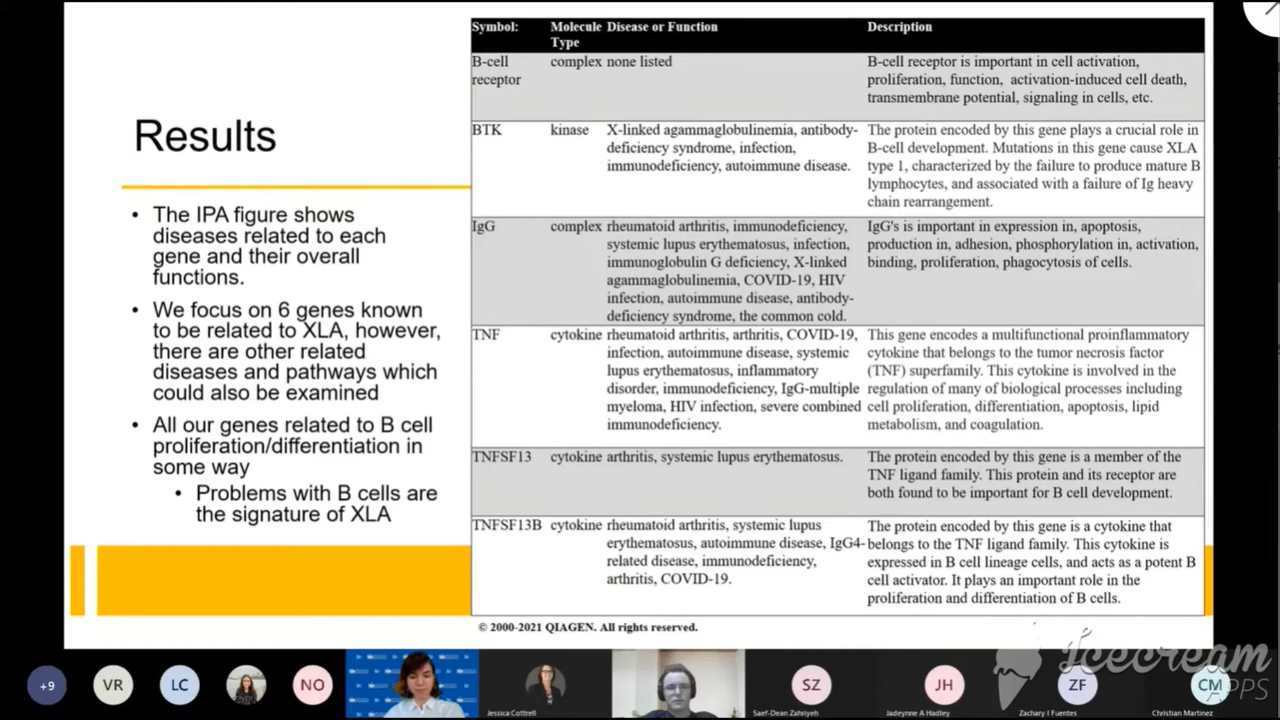 Results
• The IPA figure shows
diseases related to each
gene and their overall
functions.
• We focus on 6 genes known
to be related to XLA, however,
there are other related
diseases and pathways which
could also be examined
• All our genes related to B cell
proliferation/differentiation in
some way
• Problems with B cells are
the signature of XLA
Symbol: Molecule Type Disease or Function Description
B-cell receptor
complex
none listed
B-cell receptor is important in cell activation,
proliferation, function, activation-induced cell death,
transmembrane potential, signaling in cells, etc.
BTK
kinase
X-linked agammaglobulinemia, antibody-
deficiency syndrome, infection,
immunodeficiency, autoimmune disease.
The protein encoded by this gene plays a crucial role in
B-cell development. Mutations in this gene cause XLA
type 1, characterized by the failure to produce mature B
lymphocytes, and associated with a failure of Ig heavy
chain rearrangement.
IgG
complex
rheumatoid arthritis, immunodeficiency,
systemic lupus erythematosus, infection,
immunoglobulin G deficiency, X-linked
agammaglobulinemia, COVID-19, HIV
infection, autoimmune disease, antibody-
deficiency syndrome, the common cold.
IgG's is important in expression in, apoptosis,
production in, adhesion, phosphorylation in, activation,
binding, proliferation, phagocytosis of cells.
TNF
cytokine
rheumatoid arthritis, arthritis, COVID-19,
infection, autoimmune disease, systemic
lupus erythematosus, inflammatory
disorder, immunodeficiency, IgG-multiple
myeloma, HIV infection, severe combined
immunodeficiency.
This gene encodes a multifunctional proinflammatory
cytokine that belongs to the tumor necrosis factor
(TNF) superfamily. This cytokine is involved in the
regulation of many of biological processes including
cell proliferation, differentiation, apoptosis, lipid
metabolism, and coagulation.
TNFSF13
cytokine
arthritis, systemic lupus erythematosus.
The protein encoded by this gene is a member of the
TNF ligand family. This protein and its receptor are
both found to be important for B cell development.
TNFSF13B
cytokine
rheumatoid arthritis, systemic lupus
erythematosus, autoimmune disease, IgG4-
related disease, immunodeficiency,
arthritis, COVID-19.
The protein encoded by this gene is a cytokine that
belongs to the TNF ligand family. This cytokine is
expressed in B cell lineage cells, and acts as a potent B
cell activator. It plays an important role in the
proliferation and differentiation of B cells.
© 2000-2021 QIAGEN. All rights reserved.
+9
VR
LC
NO
Jessica Cottrell
SZ
Saef-Dean Zahriyeh
JH
Jadeynne A Hadley
ZF
Zachary I Fuentes
CM
Christian Martinez
Icecream
APPS